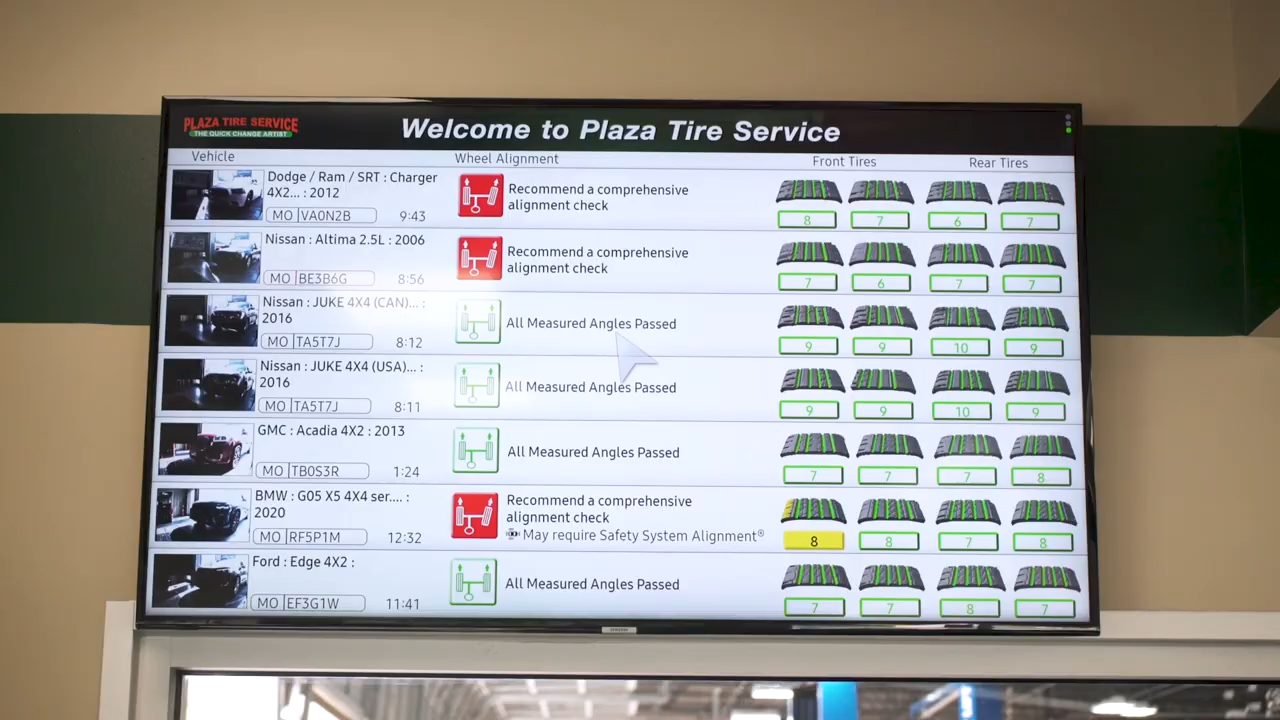 PLAZA TIRE SERVICE
THE QUICK CHANGE ARTIST
Welcome to Plaza Tire Service
Vehicle Wheel Alignment Front Tires Rear Tires
Dodge / Ram / SRT : Charger
4X2... : 2012
MO VA0N2B 9:43
Recommend a comprehensive
alignment check
8 7 6 7
Nissan : Altima 2.5L : 2006
MO BE3B6G 8:56
Recommend a comprehensive
alignment check
7 6 7 7
Nissan : JUKE 4X4 (CAN)... :
2016
MO TA5T7J 8:12
All Measured Angles Passed
9 9 10 9
Nissan : JUKE 4X4 (USA)... :
2016
MO TA5T7J 8:11
All Measured Angles Passed
9 9 10 9
GMC : Acadia 4X2 : 2013
MO TB0S3R 1:24
All Measured Angles Passed
7 7 7 8
BMW : G05 X5 4X4 ser.... :
2020
MO RF5P1M 12:32
Recommend a comprehensive
alignment check
May require Safety System Alignment®
8 8 7 8
Ford : Edge 4X2 :
MO EF3G1W 11:41
All Measured Angles Passed
7 7 8 7